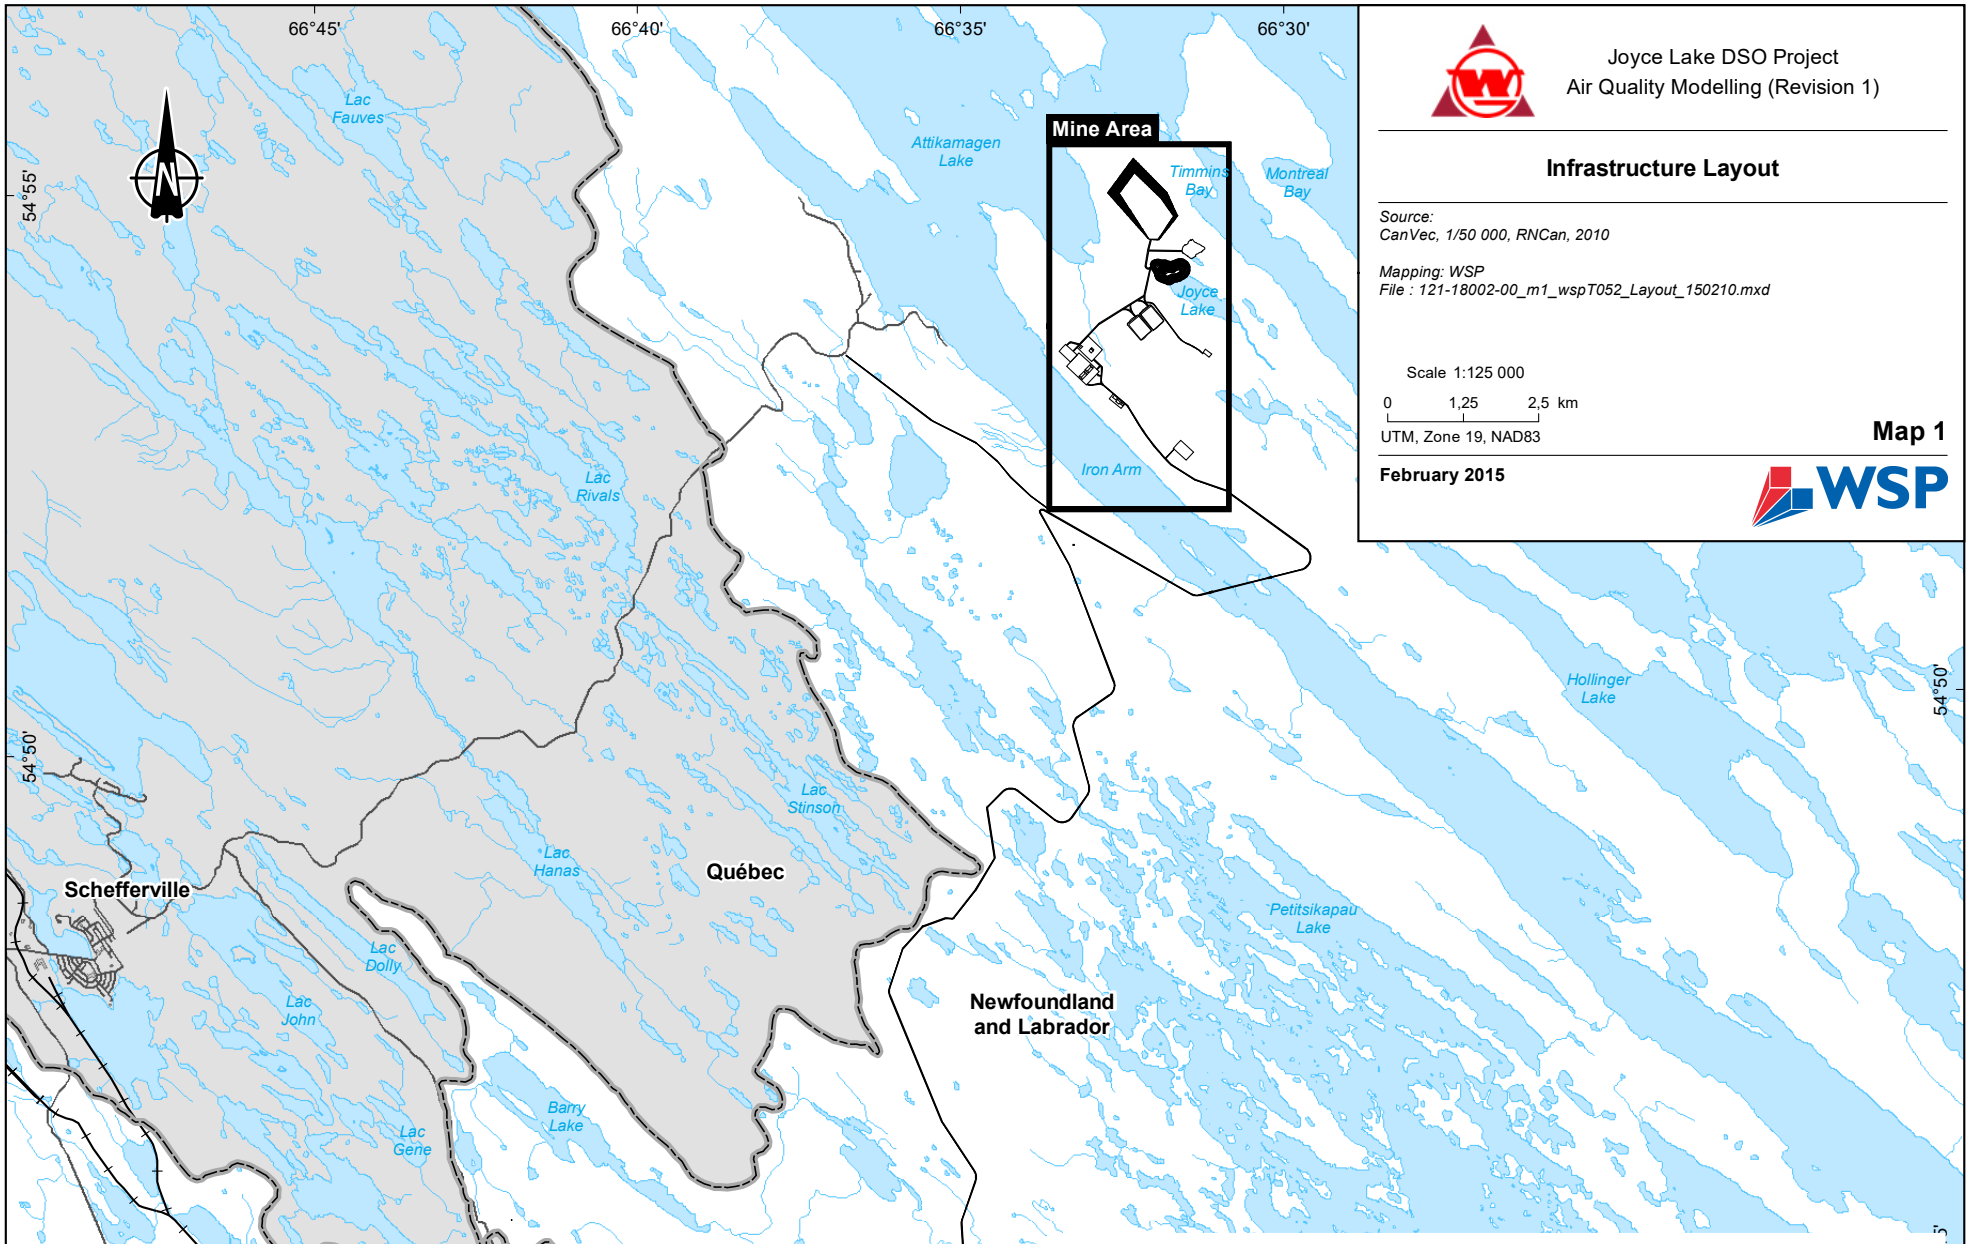 66°45'
66°40'
66°35'
66°30'
Joyce Lake DSO Project
Air Quality Modelling (Revision 1)
Infrastructure Layout
Source:
CanVec, 1/50 000, RNCan, 2010
Mapping: WSP
File : 121-18002-00_m1_wspT052_Layout_150210.mxd
Scale 1:125 000
0 1,25 2,5 km
UTM, Zone 19, NAD83
Map 1
February 2015
WSP
N
54°55'
Lac
Fauves
Attikamagen
Lake
Mine Area
Timmins
Bay
Montreal
Bay
Joyce
Lake
Iron Arm
Lac
Rivals
Hollinger
Lake
54°50'
54°50'
Lac
Stinson
Lac
Hanas
Québec
Schefferville
Petitsikapau
Lake
Lac
Dolly
Lac
John
Newfoundland
and Labrador
Barry
Lake
Lac
Gene